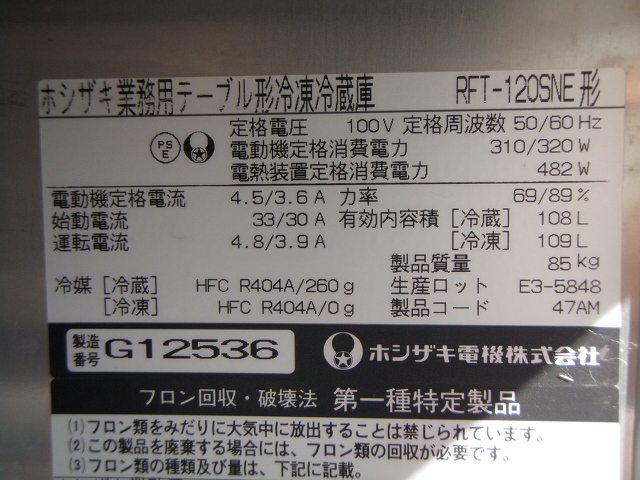 ホシザキ業務用テーブル形冷凍冷蔵庫 RFT-120SNE形
定格電圧 100V 定格周波数 50/60 Hz
PS E 電動機定格消費電力 310/320 W
電熱装置定格消費電力 482 W
電動機定格電流 4.5/3.6 A 力率 69/89 %
始動電流 33/30 A 有効内容積 [冷蔵] 108 L
運転電流 4.8/3.9 A [冷凍] 109 L
製品質量 85 kg
冷媒 [冷蔵] HFC R404A/260 g 生産ロット E3-5848
[冷凍] HFC R404A/0 g 製品コード 47AM
製造番号 G12536 ホシザキ電機株式会社
フロン回収・破壊法 第一種特定製品
(1)フロン類をみだりに大気中に放出することは禁じられています。
(2)この製品を廃棄する場合には、フロン類の回収が必要です。
(3)フロン類の種類及び量は、下記に記載。